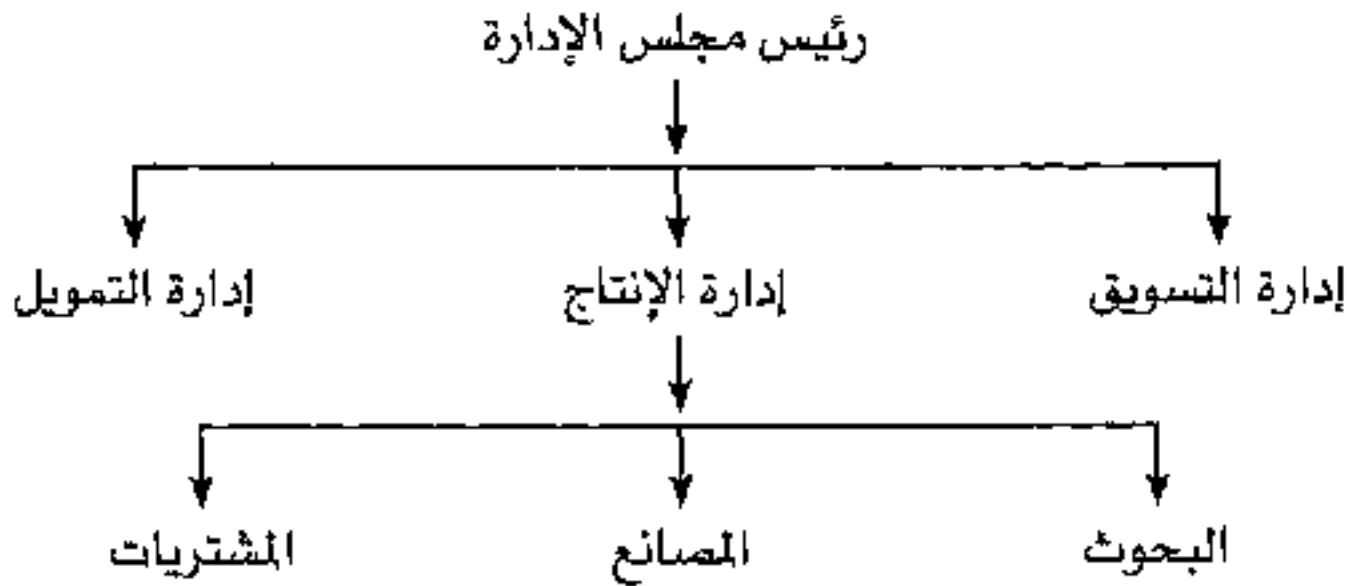 رئيس مجلس الإدارة
إدارة التسويق إدارة الإنتاج إدارة التمويل
البحوث المصانع المشتريات